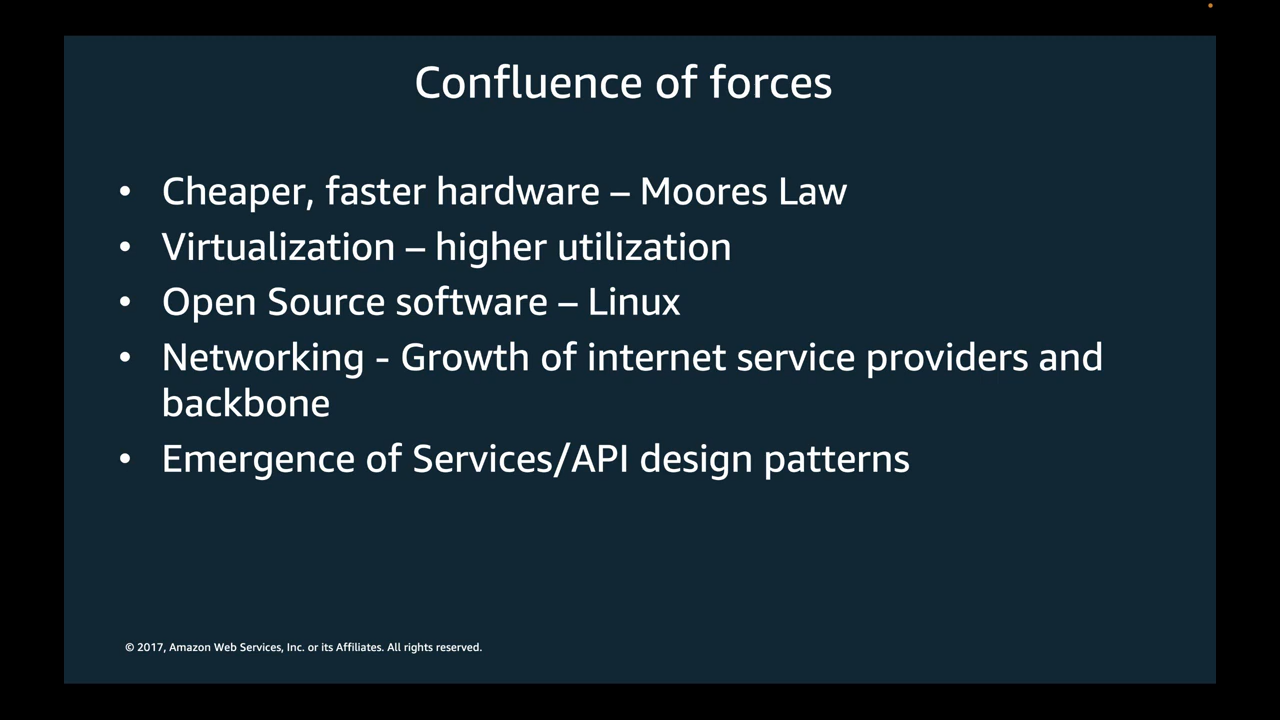 Confluence of forces
• Cheaper, faster hardware – Moores Law
• Virtualization – higher utilization
• Open Source software – Linux
• Networking - Growth of internet service providers and
backbone
• Emergence of Services/API design patterns
© 2017, Amazon Web Services, Inc. or its Affiliates. All rights reserved.